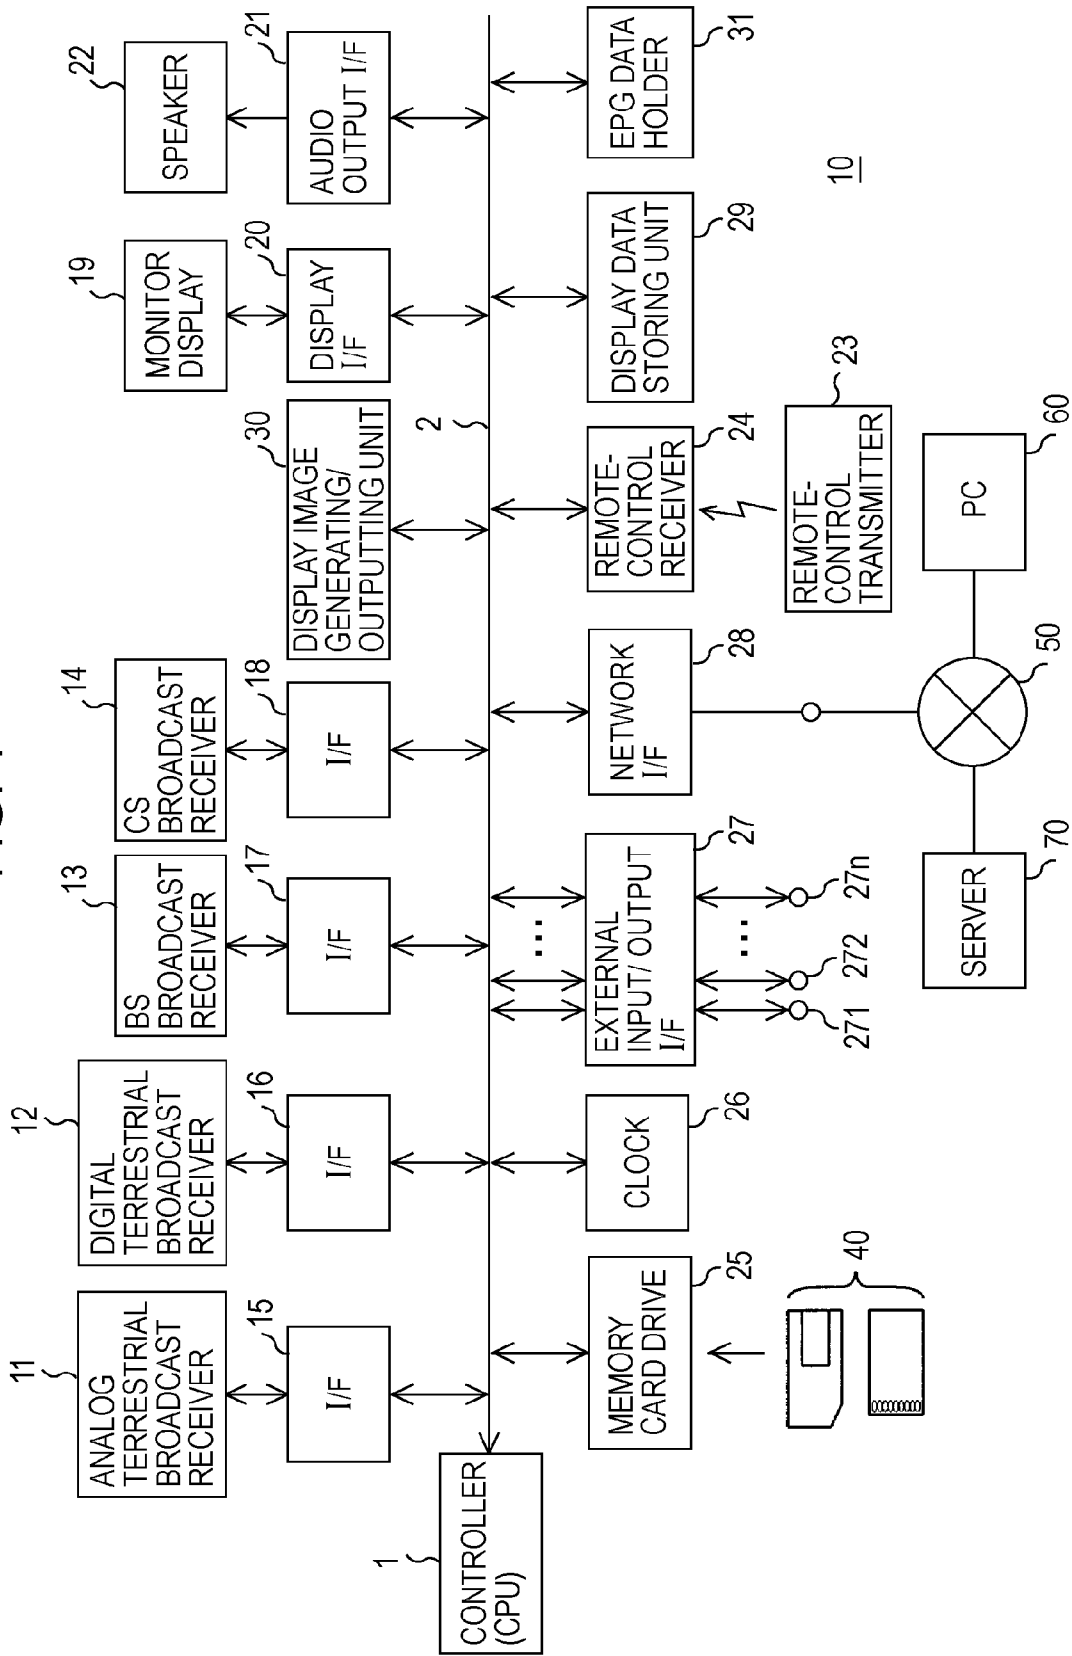 11
ANALOG
TERRESTRIAL
BROADCAST
RECEIVER
12
DIGITAL
TERRESTRIAL
BROADCAST
RECEIVER
13
BS
BROADCAST
RECEIVER
14
CS
BROADCAST
RECEIVER
19
MONITOR
DISPLAY
22
SPEAKER
15
I/F
16
I/F
17
I/F
18
I/F
30
DISPLAY IMAGE
GENERATING/
OUTPUTTING UNIT
20
DISPLAY
I/F
21
AUDIO
OUTPUT I/F
1
CONTROLLER
(CPU)
2
MEMORY
CARD DRIVE
25
CLOCK
26
...
EXTERNAL
INPUT/ OUTPUT
I/F
27
...
271
272
27n
NETWORK
I/F
28
REMOTE-
CONTROL
RECEIVER
24
DISPLAY DATA
STORING UNIT
29
EPG DATA
HOLDER
31
40
REMOTE-
CONTROL
TRANSMITTER
23
10
SERVER
70
50
PC
60